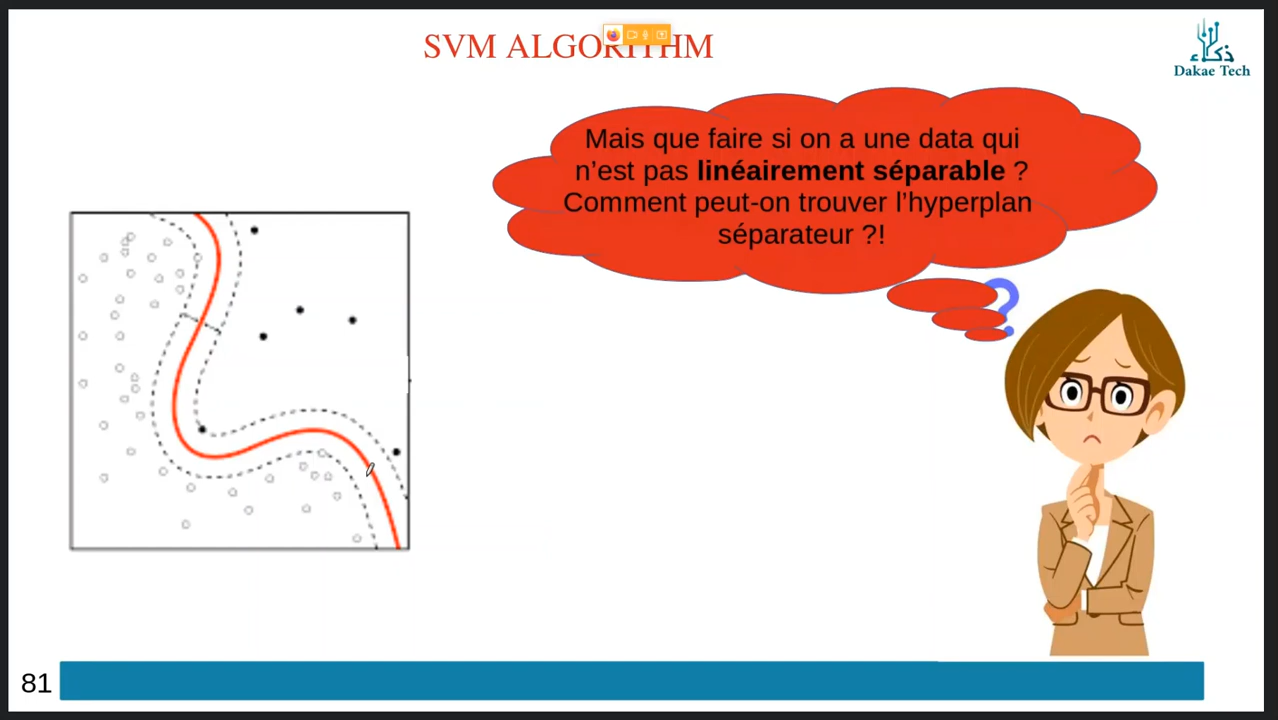 SVM ALGORITHM
ذكاء
Dakae Tech
Mais que faire si on a une data qui
n’est pas linéairement séparable ?
Comment peut-on trouver l’hyperplan
séparateur ?!
?
81